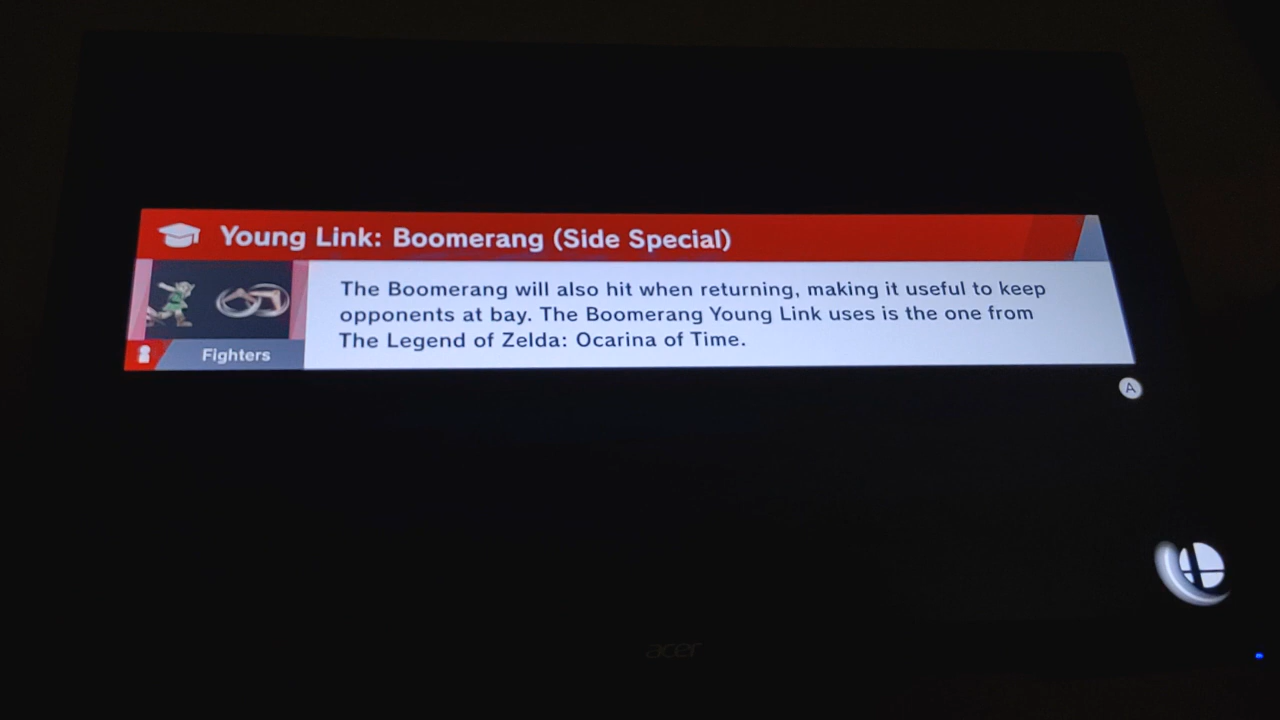 Young Link: Boomerang (Side Special)
The Boomerang will also hit when returning, making it useful to keep
opponents at bay. The Boomerang Young Link uses is the one from
The Legend of Zelda: Ocarina of Time.
Fighters
A
acer